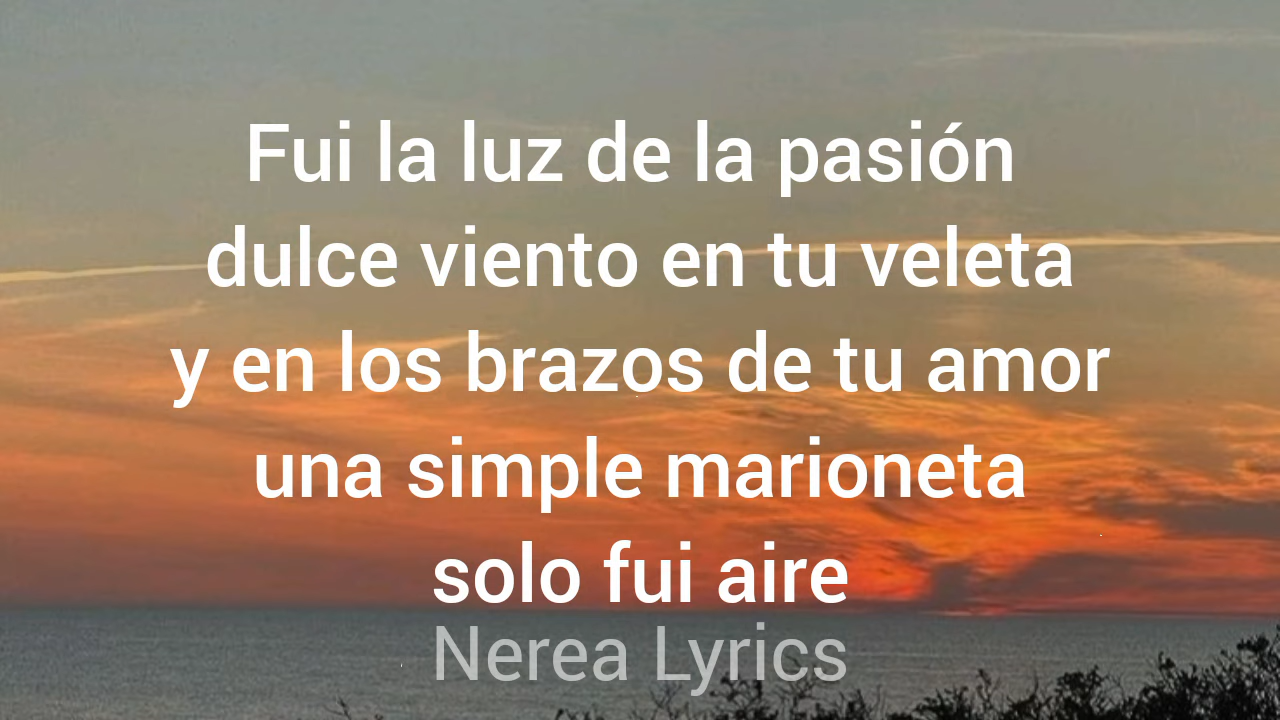 Fui la luz de la pasión
dulce viento en tu veleta
y en los brazos de tu amor
una simple marioneta
solo fui aire
Nerea Lyrics